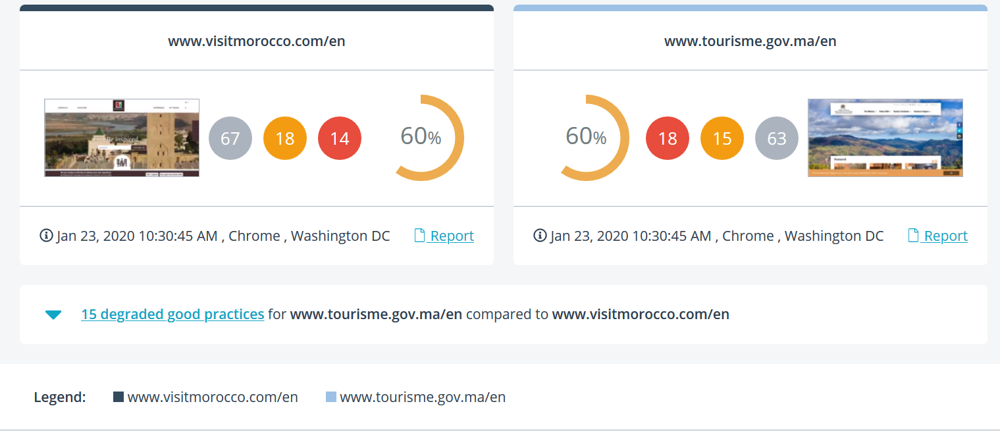 www.visitmorocco.com/en
www.tourisme.gov.ma/en
Be inspired
67
18
14
60%
60%
18
15
63
Featured
Jan 23, 2020 10:30:45 AM , Chrome , Washington DC
Report
Jan 23, 2020 10:30:45 AM , Chrome , Washington DC
Report
15 degraded good practices for www.tourisme.gov.ma/en compared to www.visitmorocco.com/en
Legend:
www.visitmorocco.com/en
www.tourisme.gov.ma/en